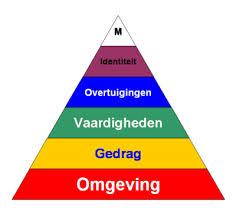 M
Identiteit
Overtuigingen
Vaardigheden
Gedrag
Omgeving